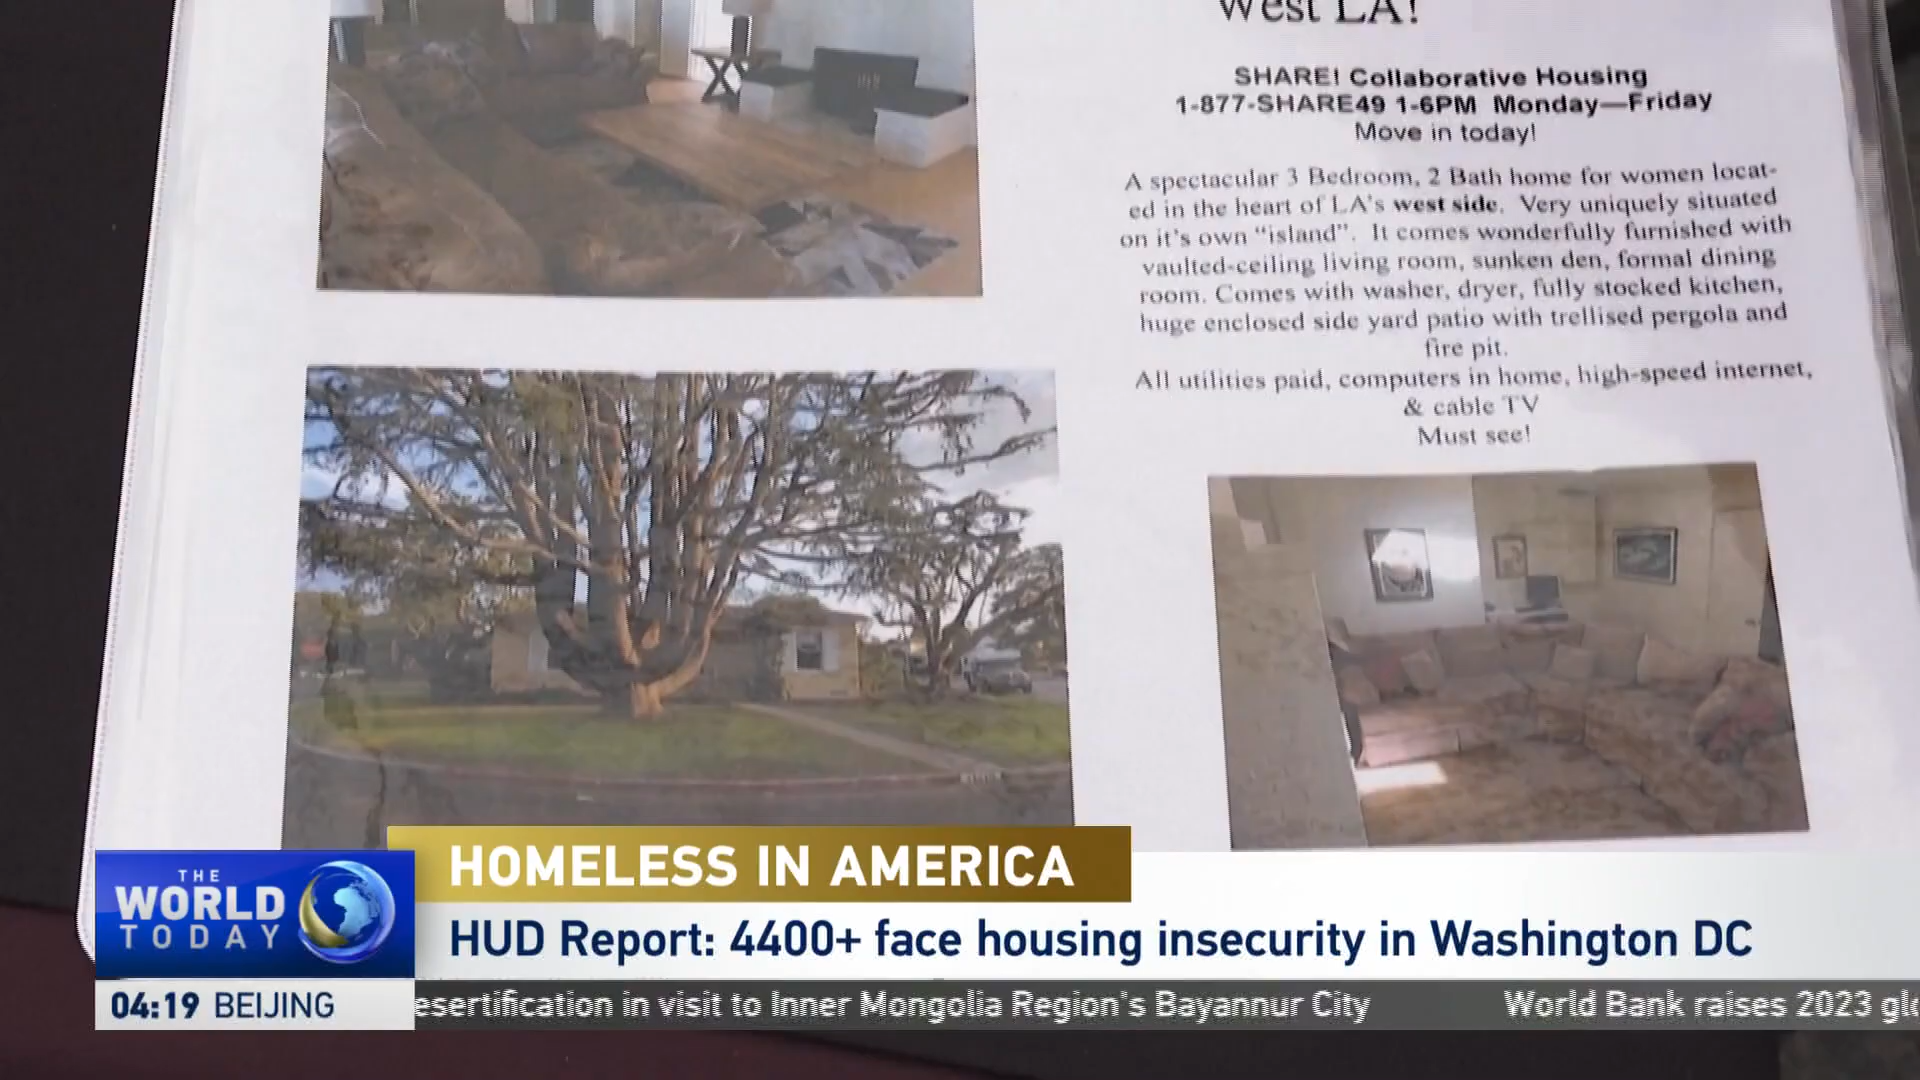 West LA!
SHARE! Collaborative Housing
1-877-SHARE49 1-6PM Monday—Friday
Move in today!
A spectacular 3 Bedroom, 2 Bath home for women locat-
ed in the heart of LA's west side. Very uniquely situated
on it's own "island". It comes wonderfully furnished with
vaulted-ceiling living room, sunken den, formal dining
room. Comes with washer, dryer, fully stocked kitchen,
huge enclosed side yard patio with trellised pergola and
fire pit.
All utilities paid, computers in home, high-speed internet,
& cable TV
Must see!
HOMELESS IN AMERICA
HUD Report: 4400+ face housing insecurity in Washington DC
THE
WORLD
TODAY
04:19 BEIJING
esertification in visit to Inner Mongolia Region's Bayannur City
World Bank raises 2023 glo